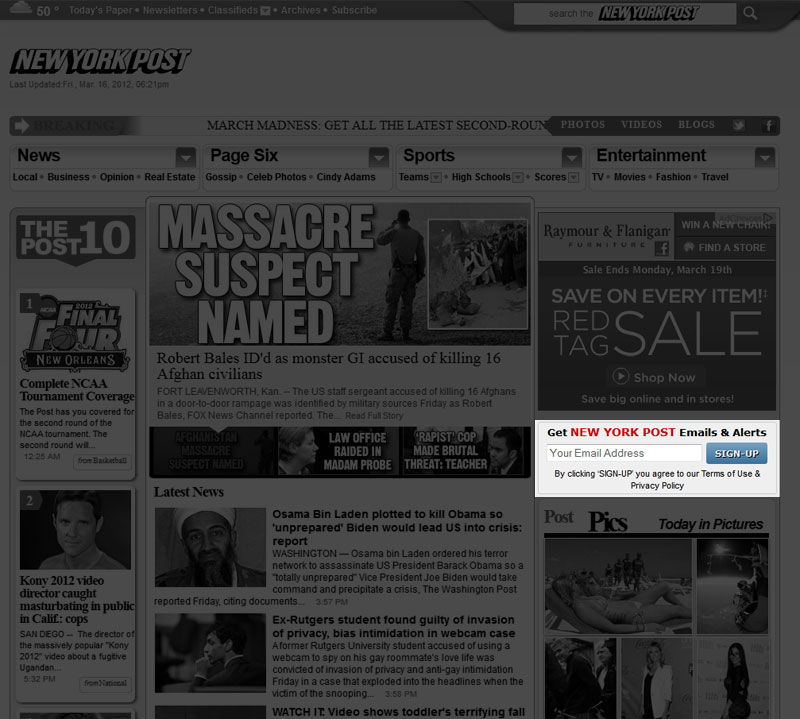 50 °
Today's Paper • Newsletters • Classifieds • Archives • Subscribe
search the NEW YORK POST
NEW YORK POST
Last Updated Fri., Mar. 16, 2012, 06:21pm
BREAKING
MARCH MADNESS: GET ALL THE LATEST SECOND-ROUN
PHOTOS VIDEOS BLOGS
News
Local • Business • Opinion • Real Estate
Page Six
Gossip • Celeb Photos • Cindy Adams
Sports
Teams • High Schools • Scores
Entertainment
TV • Movies • Fashion • Travel
THE POST 10
1
NCAA 2012
FINAL FOUR
NEW ORLEANS
Complete NCAA
Tournament Coverage
The Post has you covered for
the second round of the
NCAA tournament. The
second round will...
12:25 AM
from Basketball
2
Kony 2012 video
director caught
masturbating in public
in Calif.: cops
SAN DEGO — The director of
the massively popular "Kony
2012" video about a fugitive
Ugandan...
5:32 PM
from National
MASSACRE
SUSPECT
NAMED
Robert Bales ID'd as monster GI accused of killing 16
Afghan civilians
FORT LEAVENWORTH, Kan. -- The US staff sergeant accused of killing 16 Afghans
in a door-to-door rampage was identified by military sources Friday as Robert
Bales, FOX News Channel reported. The... Read Full Story
AFGHANISTAN
MASSACRE
SUSPECT NAMED
LAW OFFICE
RAIDED IN
MADAM PROBE
'RAPIST' COP
MADE BRUTAL
THREAT: TEACHER
Latest News
Osama Bin Laden plotted to kill Obama so
'unprepared' Biden would lead US into crisis:
report
WASHINGTON — Osama bin Laden ordered his terror
network to assassinate US President Barack Obama so a
"totally unprepared" Vice President Joe Biden would take
command and precipitate a crisis, The Washington Post
reported Friday, citing documents... 3:57 PM
Ex-Rutgers student found guilty of invasion
of privacy, bias intimidation in webcam case
A former Rutgers University student accused of using a
webcam to spy on his gay roommate's love life was
convicted of invasion of privacy and anti-gay intimidation
Friday in a case that exploded into the headlines when the
victim of the snooping... 3:58 PM
WATCH IT: Video shows toddler's terrifying fall
AdChoices
Raymour & Flanigan
FURNITURE
WIN A NEW CHAIR!
FIND A STORE
Sale Ends Monday, March 19th
SAVE ON EVERY ITEM!‡
RED
TAG
SALE
Shop Now
Save big online and in stores!
Get NEW YORK POST Emails & Alerts
Your Email Address
SIGN-UP
By clicking 'SIGN-UP' you agree to our Terms of Use &
Privacy Policy
Post Pics
Today in Pictures